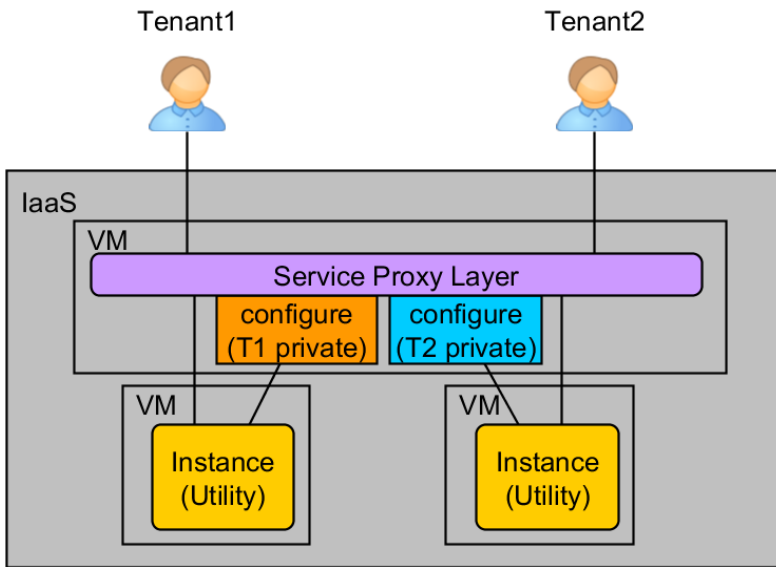 Tenant1
Tenant2
IaaS
VM
Service Proxy Layer
configure
(T1 private)
configure
(T2 private)
VM
Instance
(Utility)
VM
Instance
(Utility)